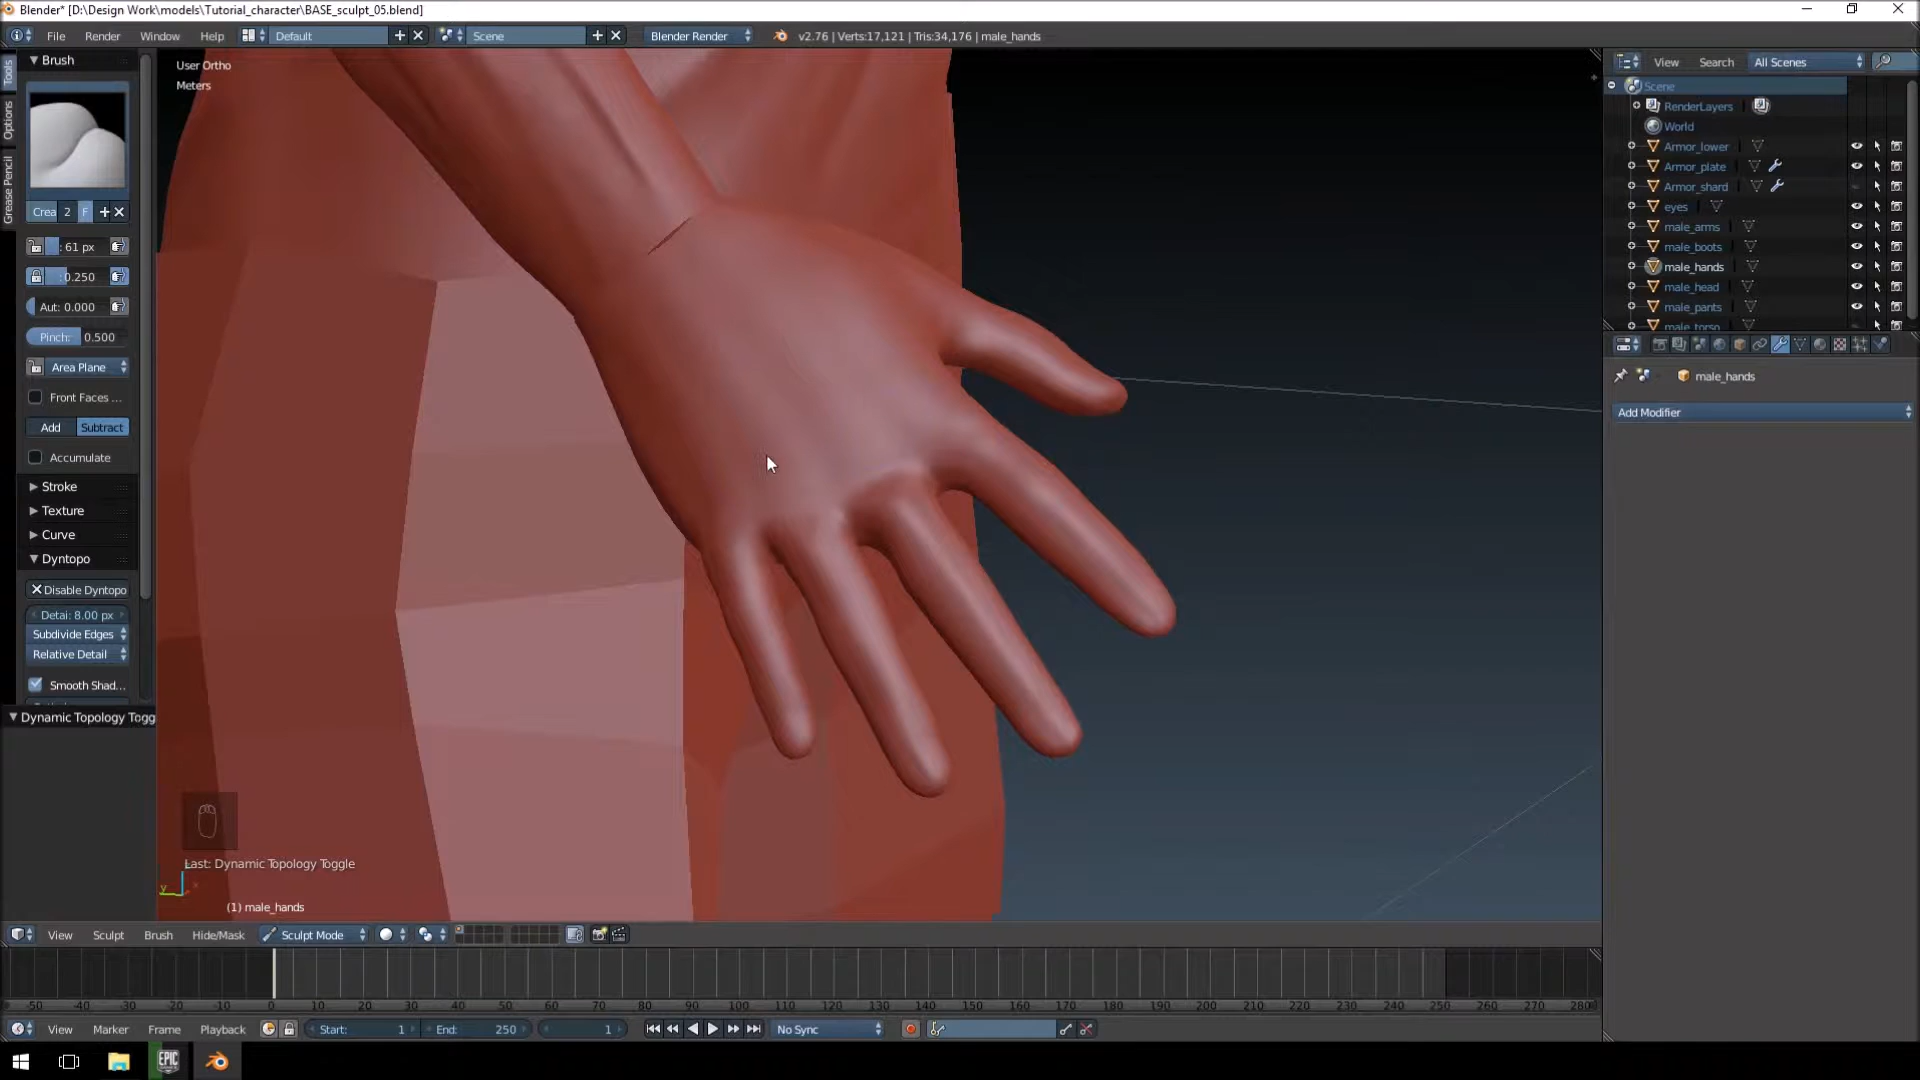 Blender* [D:\Design Work\models\Tutorial_character\BASE_sculpt_05.blend]
File Render Window Help Default Scene Blender Render v2.76 | Verts:17,121 | Tris:34,176 | male_hands
Tools
Options
Grease Pencil
Brush
Crea 2 F
: 61 px
: 0.250
Aut: 0.000
Pinch: 0.500
Area Plane
Front Faces ...
Add Subtract
Accumulate
Stroke
Texture
Curve
Dyntopo
Disable Dyntopo
Detai: 8.00 px
Subdivide Edges
Relative Detail
Smooth Shad...
Dynamic Topology Togg
User Ortho
Meters
Last: Dynamic Topology Toggle
y x
(1) male_hands
View Search All Scenes
Scene
RenderLayers
World
Armor_lower
Armor_plate
Armor_shard
eyes
male_arms
male_boots
male_hands
male_head
male_pants
male_torso
male_hands
Add Modifier
View Sculpt Brush Hide/Mask Sculpt Mode
-50 -40 -30 -20 -10 0 10 20 30 40 50 60 70 80 90 100 110 120 130 140 150 160 170 180 190 200 210 220 230 240 250 260 270 280
View Marker Frame Playback Start: 1 End: 250 1 No Sync
EPIC